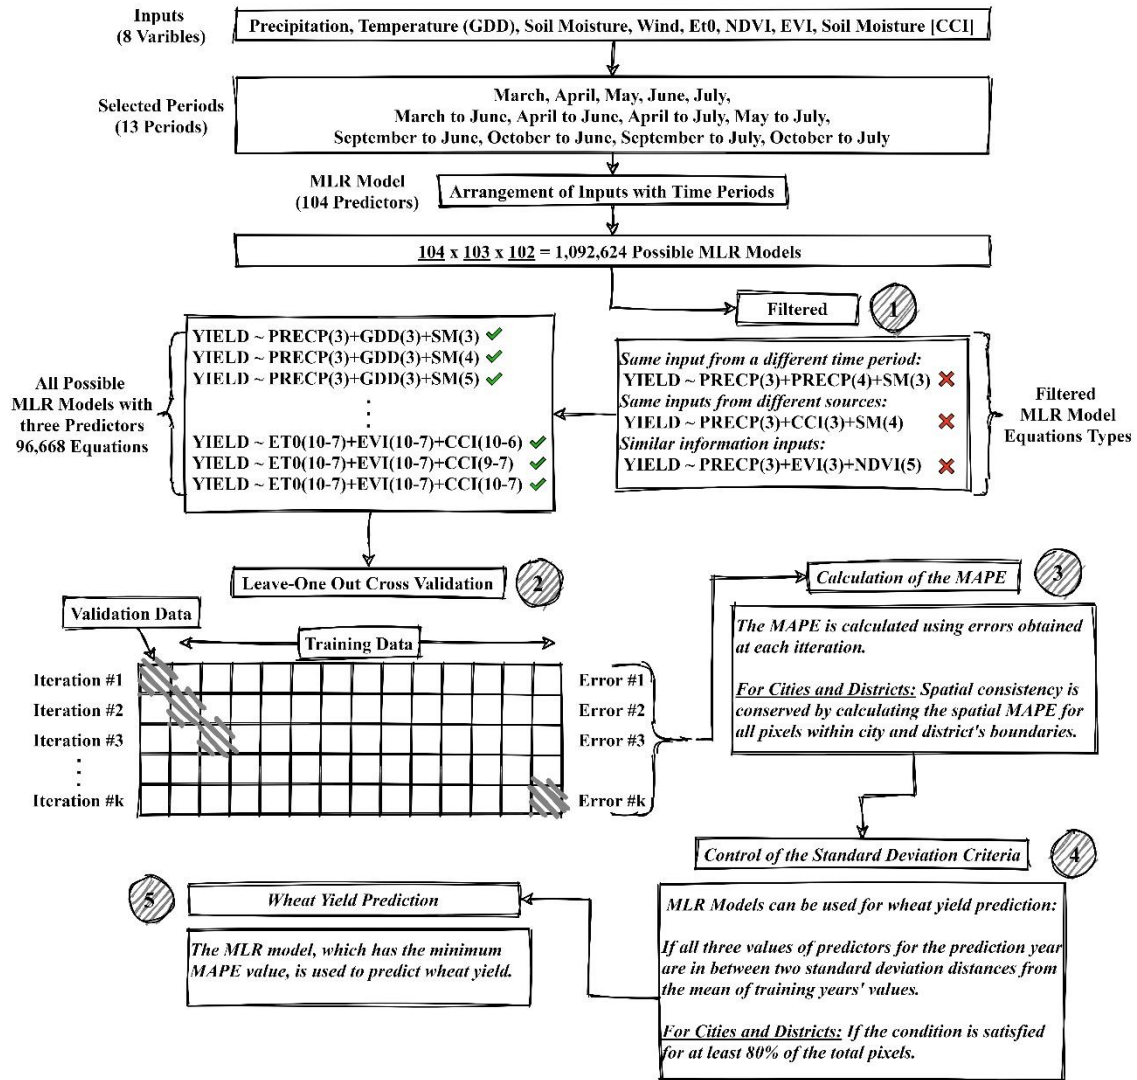 Inputs
(8 Varibles)
Precipitation, Temperature (GDD), Soil Moisture, Wind, Et0, NDVI, EVI, Soil Moisture [CCI]
Selected Periods
(13 Periods)
March, April, May, June, July,
March to June, April to June, April to July, May to July,
September to June, October to June, September to July, October to July
MLR Model
(104 Predictors)
Arrangement of Inputs with Time Periods
104 x 103 x 102 = 1,092,624 Possible MLR Models
Filtered
1
All Possible
MLR Models with
three Predictors
96,668 Equations
YIELD ~ PRECP(3)+GDD(3)+SM(3)
YIELD ~ PRECP(3)+GDD(3)+SM(4)
YIELD ~ PRECP(3)+GDD(3)+SM(5)
⋮
YIELD ~ ET0(10-7)+EVI(10-7)+CCI(10-6)
YIELD ~ ET0(10-7)+EVI(10-7)+CCI(9-7)
YIELD ~ ET0(10-7)+EVI(10-7)+CCI(10-7)
Same input from a different time period:
YIELD ~ PRECP(3)+PRECP(4)+SM(3)
Same inputs from different sources:
YIELD ~ PRECP(3)+CCI(3)+SM(4)
Similar information inputs:
YIELD ~ PRECP(3)+EVI(3)+NDVI(5)
Filtered
MLR Model
Equations Types
Leave-One Out Cross Validation
2
Validation Data
Training Data
Iteration #1
Iteration #2
Iteration #3
⋮
Iteration #k
Error #1
Error #2
Error #3
Error #k
Calculation of the MAPE
3
The MAPE is calculated using errors obtained
at each itteration.
For Cities and Districts: Spatial consistency is
conserved by calculating the spatial MAPE for
all pixels within city and district's boundaries.
Control of the Standard Deviation Criteria
4
MLR Models can be used for wheat yield prediction:
If all three values of predictors for the prediction year
are in between two standard deviation distances from
the mean of training years' values.
For Cities and Districts: If the condition is satisfied
for at least 80% of the total pixels.
5
Wheat Yield Prediction
The MLR model, which has the minimum
MAPE value, is used to predict wheat yield.